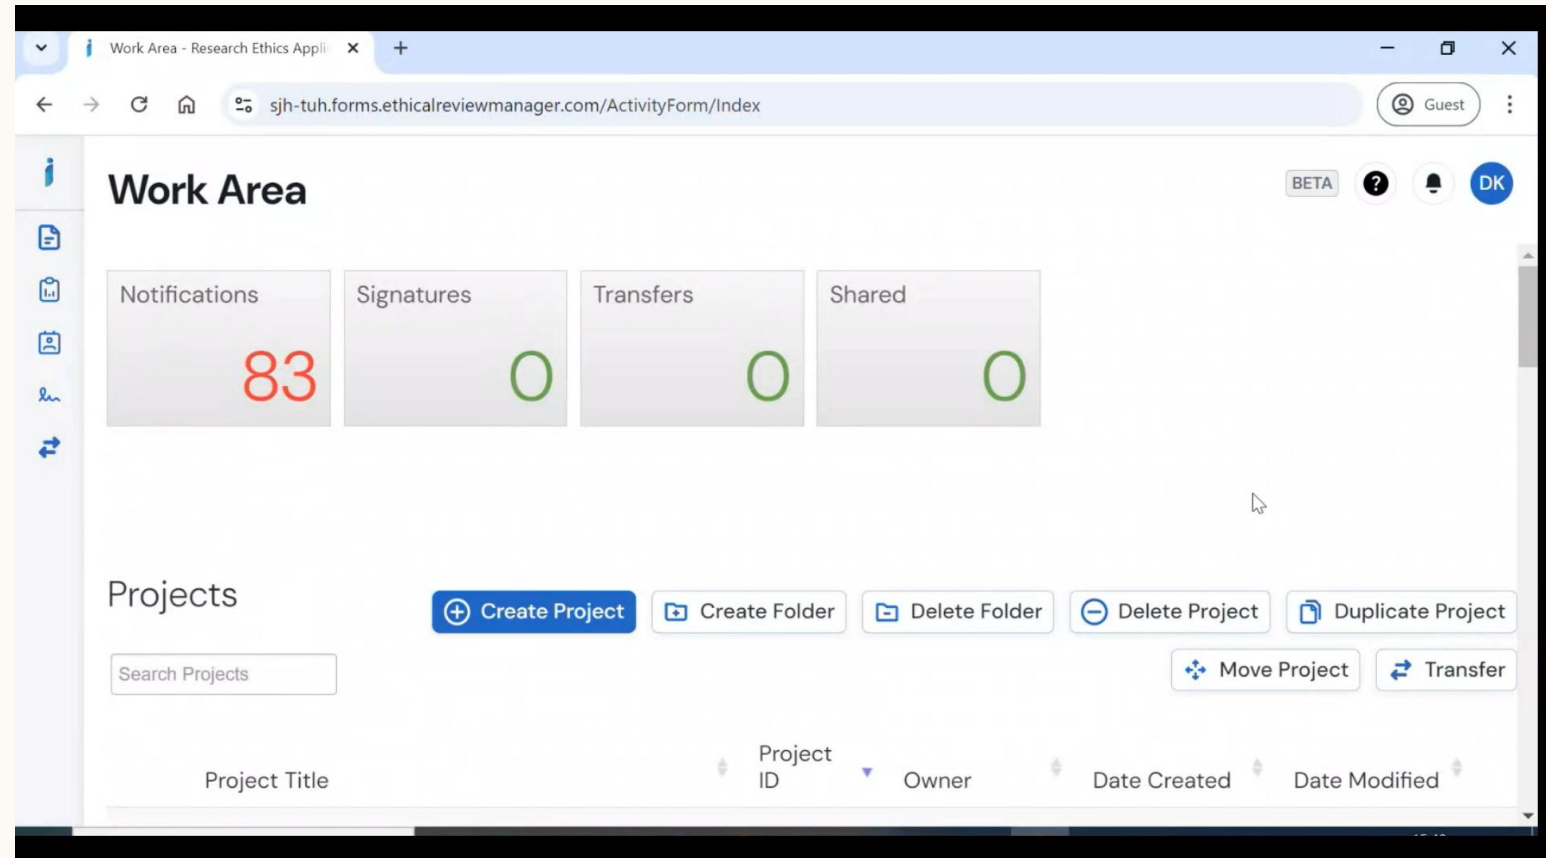 Work Area - Research Ethics Appli
sjh-tuh.forms.ethicalreviewmanager.com/ActivityForm/Index
Guest
Work Area
BETA
DK
Notifications
83
Signatures
0
Transfers
0
Shared
0
Projects
Create Project
Create Folder
Delete Folder
Delete Project
Duplicate Project
Search Projects
Move Project
Transfer
Project Title
Project
ID
Owner
Date Created
Date Modified